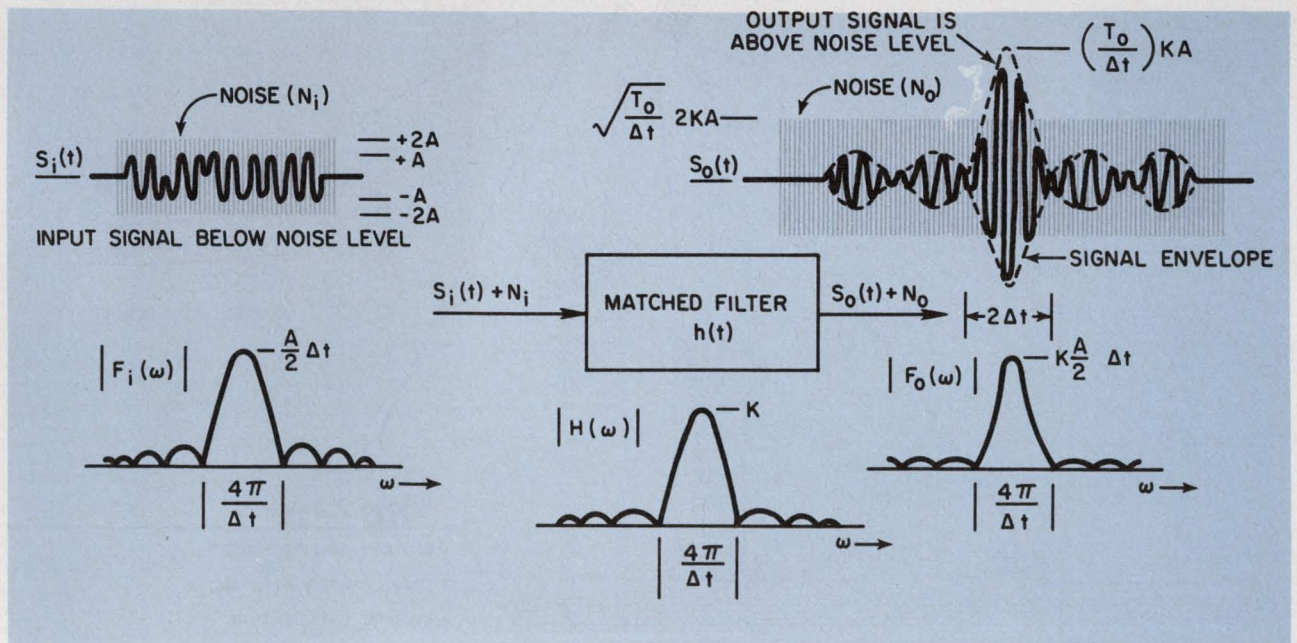 OUTPUT SIGNAL IS
ABOVE NOISE LEVEL
(T₀/Δt) KA
NOISE (Nᵢ)
+2A
+A
Sᵢ(t)
-A
-2A
INPUT SIGNAL BELOW NOISE LEVEL
NOISE (N₀)
√(T₀/Δt) 2KA
S₀(t)
SIGNAL ENVELOPE
Sᵢ(t) + Nᵢ
MATCHED FILTER
h(t)
S₀(t) + N₀
2Δt
|Fᵢ(ω)|
A/2 Δt
ω
|4π/Δt|
|H(ω)|
K
ω
|4π/Δt|
|F₀(ω)|
K A/2 Δt
ω
|4π/Δt|